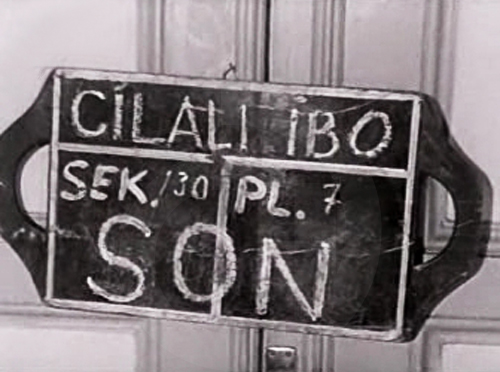 CİLALI İBO
SEK./30 PL. 7
SON